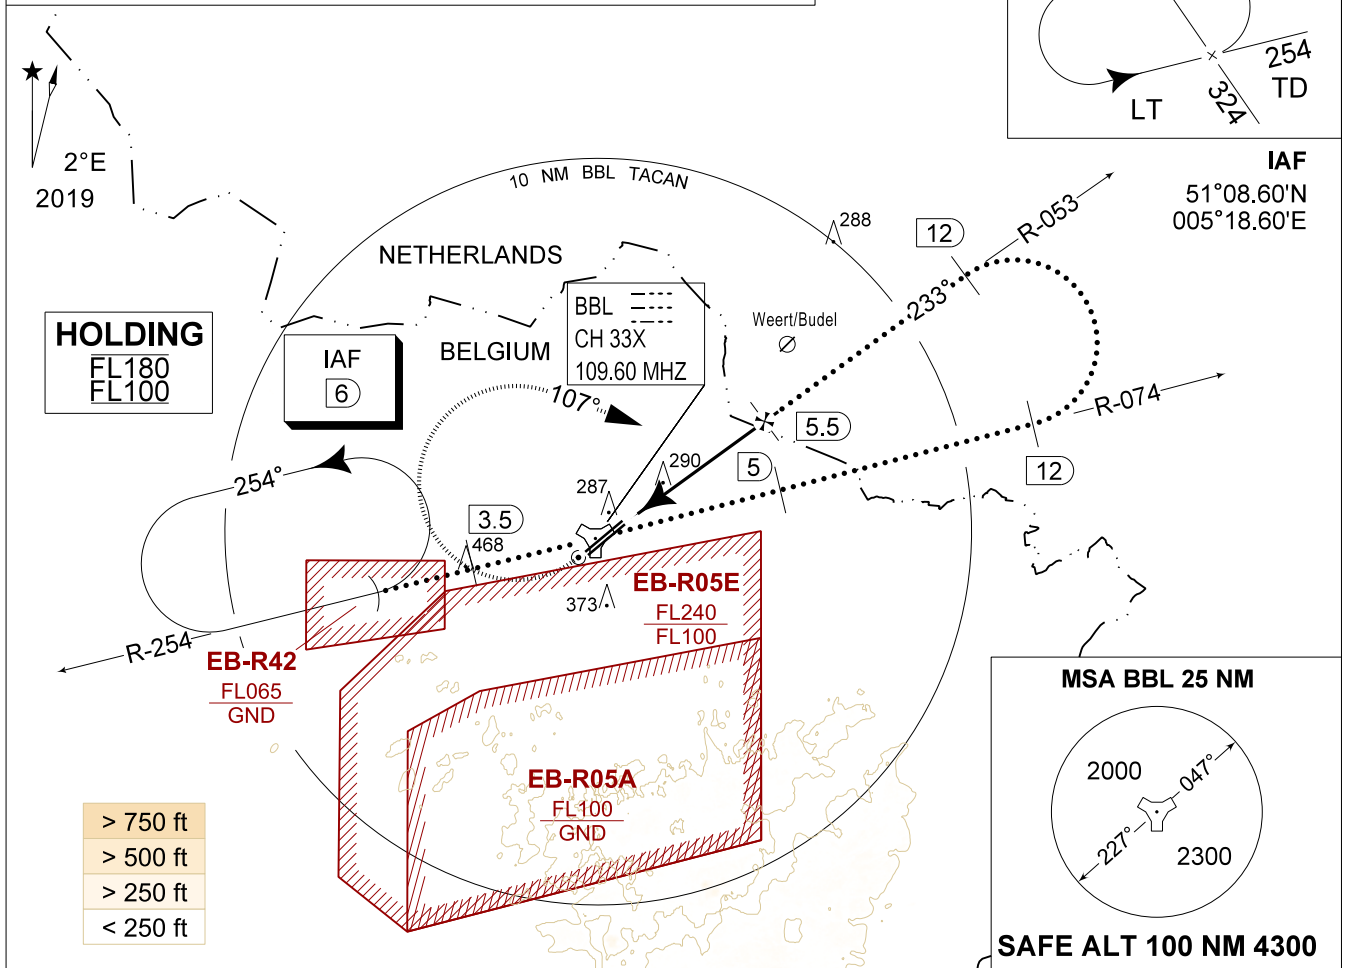 254
TD
LT
324
IAF
51°08.60'N
005°18.60'E
2°E
2019
10 NM BBL TACAN
288
12
R-053
NETHERLANDS
233°
HOLDING
FL180
FL100
IAF
6
BELGIUM
BBL
CH 33X
109.60 MHZ
Weert/Budel
107°
R-074
5.5
5
12
254°
290
287
3.5
468
R-254
EB-R42
FL065
GND
373
EB-R05E
FL240
FL100
EB-R05A
FL100
GND
> 750 ft
> 500 ft
> 250 ft
< 250 ft
MSA BBL 25 NM
2000
047°
227°
2300
SAFE ALT 100 NM 4300